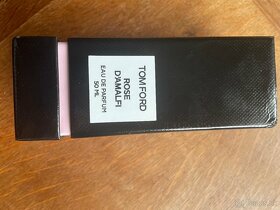 TOM FORD
ROSE
D'AMALFI
EAU DE PARFUM
50 ML